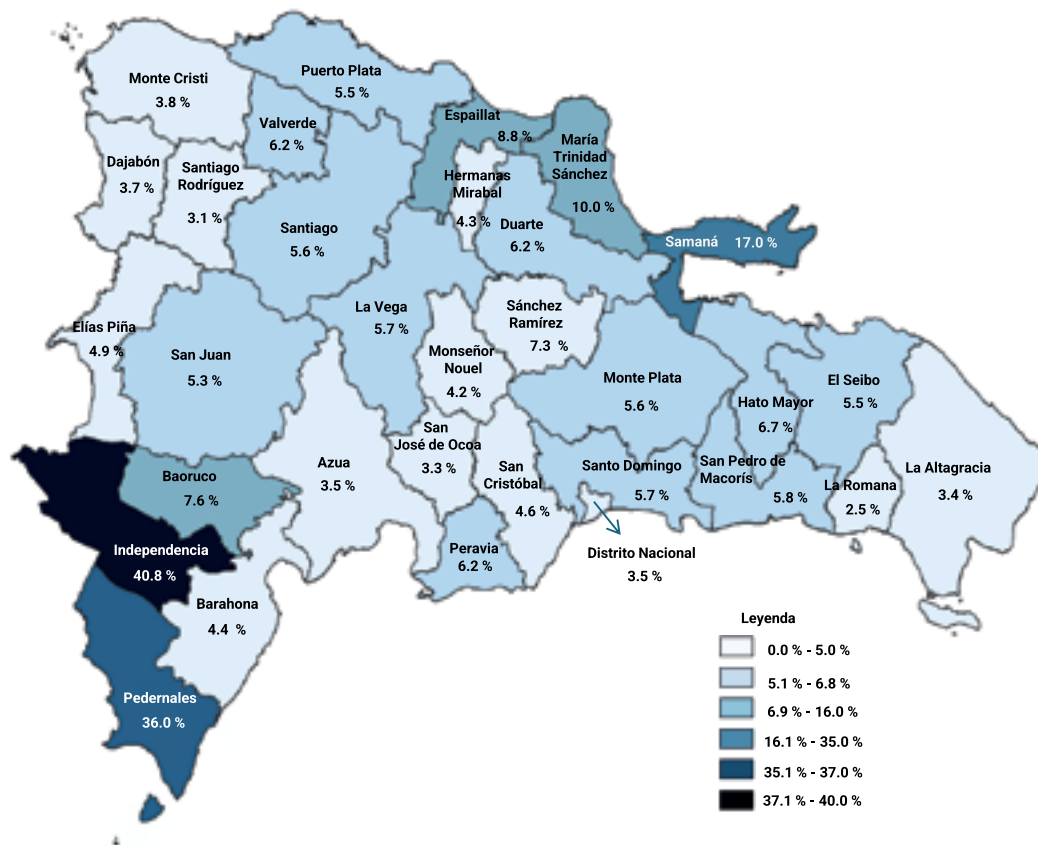 Monte Cristi
3.8 %
Puerto Plata
5.5 %
Valverde
6.2 %
Espaillat
8.8 %
María
Trinidad
Sánchez
10.0 %
Dajabón
3.7 %
Santiago
Rodríguez
3.1 %
Hermanas
Mirabal
4.3 %
Santiago
5.6 %
Duarte
6.2 %
Samaná 17.0 %
Elías Piña
4.9 %
San Juan
5.3 %
La Vega
5.7 %
Sánchez
Ramírez
7.3 %
Monseñor
Nouel
4.2 %
Monte Plata
5.6 %
Hato Mayor
6.7 %
El Seibo
5.5 %
Baoruco
7.6 %
Azua
3.5 %
San
José de Ocoa
3.3 %
San
Cristóbal
4.6 %
Santo Domingo
5.7 %
San Pedro de
Macorís
5.8 %
La Romana
2.5 %
La Altagracia
3.4 %
Independencia
40.8 %
Peravia
6.2 %
Distrito Nacional
3.5 %
Barahona
4.4 %
Pedernales
36.0 %
Leyenda
0.0 % - 5.0 %
5.1 % - 6.8 %
6.9 % - 16.0 %
16.1 % - 35.0 %
35.1 % - 37.0 %
37.1 % - 40.0 %